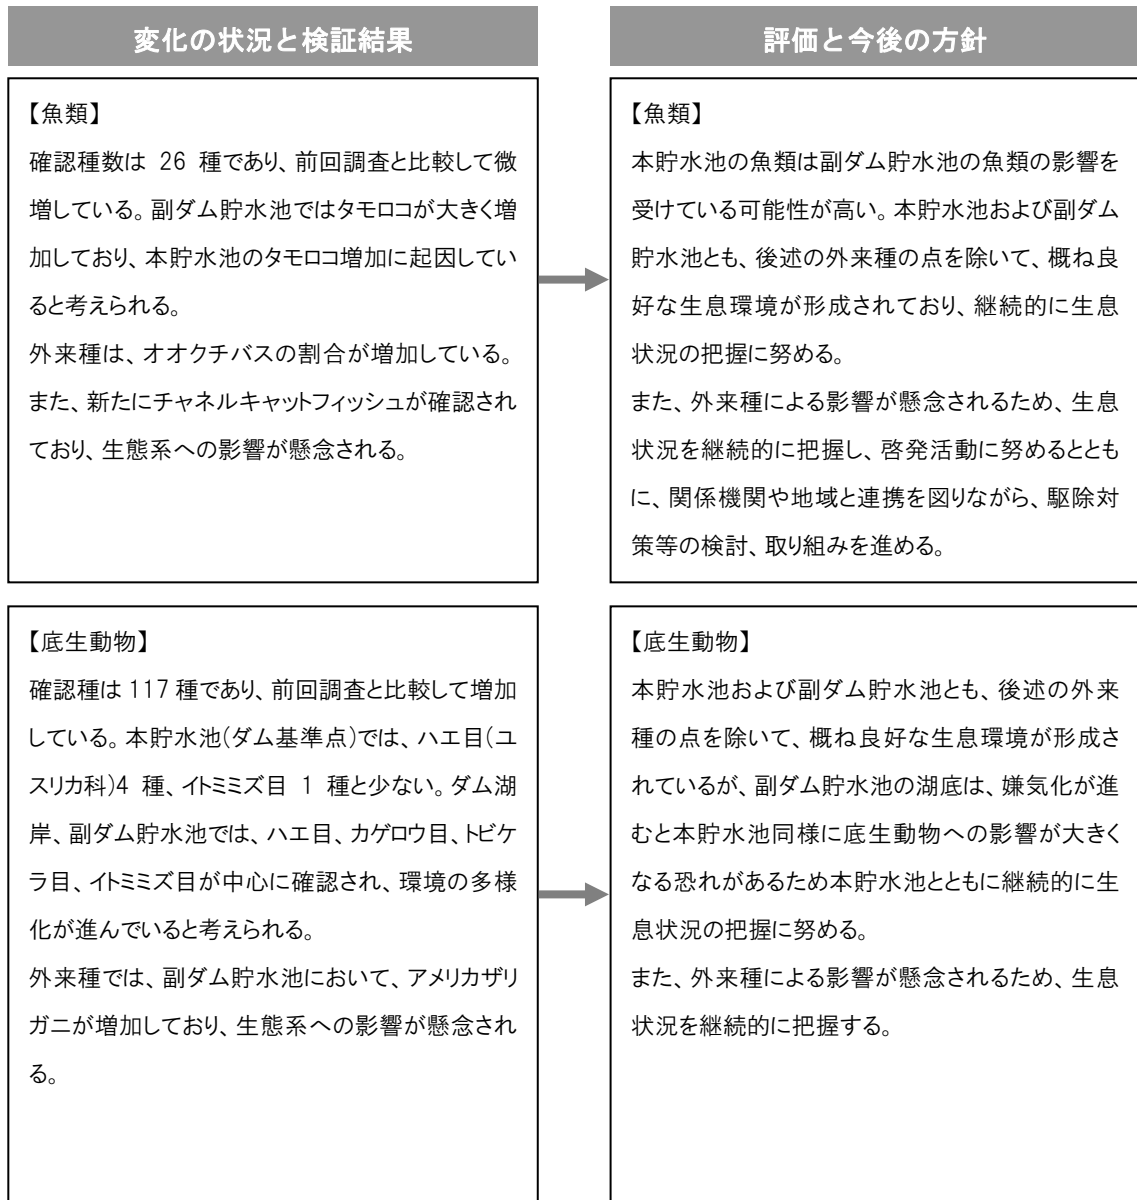 変化の状況と検証結果
評価と今後の方針
【魚類】
確認種数は 26 種であり、前回調査と比較して微
増している。副ダム貯水池ではタモロコが大きく増
加しており、本貯水池のタモロコ増加に起因してい
ると考えられる。
外来種は、オオクチバスの割合が増加している。
また、新たにチャネルキャットフィッシュが確認され
ており、生態系への影響が懸念される。
【魚類】
本貯水池の魚類は副ダム貯水池の魚類の影響を
受けている可能性が高い。本貯水池および副ダム
貯水池とも、後述の外来種の点を除いて、概ね良
好な生息環境が形成されており、継続的に生息
状況の把握に努める。
また、外来種による影響が懸念されるため、生息
状況を継続的に把握し、啓発活動に努めるととも
に、関係機関や地域と連携を図りながら、駆除対
策等の検討、取り組みを進める。
【底生動物】
確認種は 117 種であり、前回調査と比較して増加
している。本貯水池(ダム基準点)では、ハエ目(ユ
スリカ科)4 種、イトミミズ目 1 種と少ない。ダム湖
岸、副ダム貯水池では、ハエ目、カゲロウ目、トビケ
ラ目、イトミミズ目が中心に確認され、環境の多様
化が進んでいると考えられる。
外来種では、副ダム貯水池において、アメリカザリ
ガニが増加しており、生態系への影響が懸念され
る。
【底生動物】
本貯水池および副ダム貯水池とも、後述の外来
種の点を除いて、概ね良好な生息環境が形成さ
れているが、副ダム貯水池の湖底は、嫌気化が進
むと本貯水池同様に底生動物への影響が大きく
なる恐れがあるため本貯水池とともに継続的に生
息状況の把握に努める。
また、外来種による影響が懸念されるため、生息
状況を継続的に把握する。